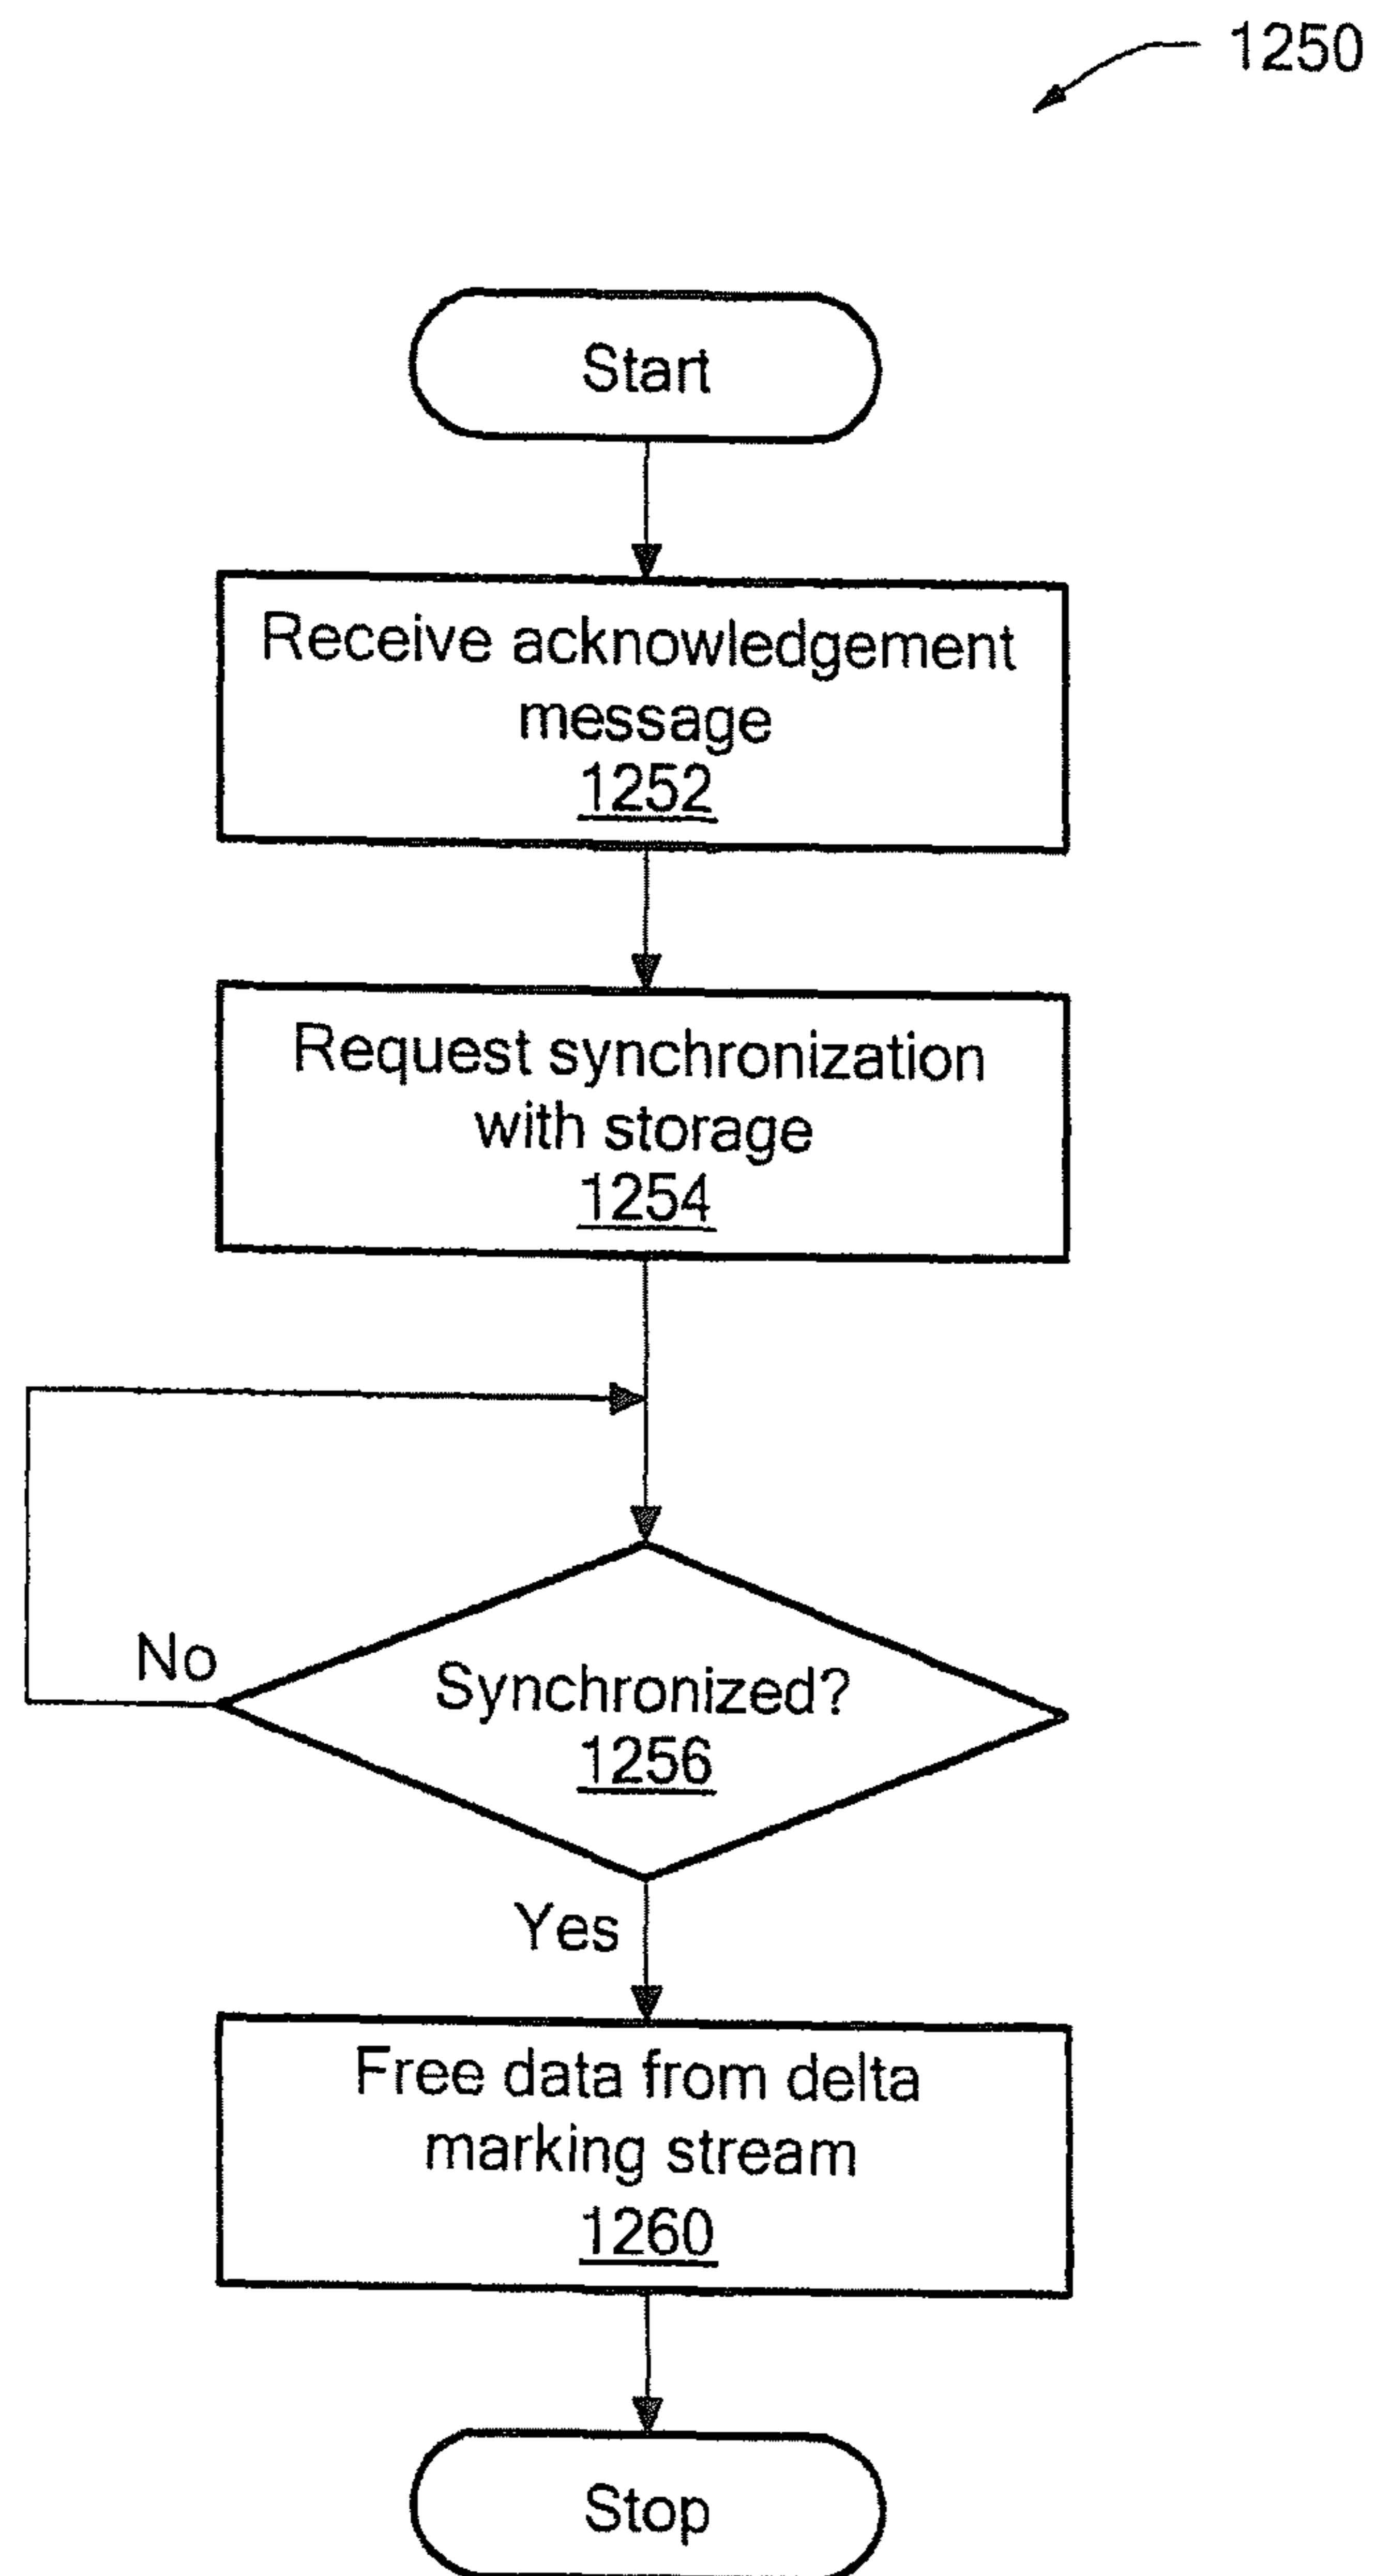 1250
Start
Receive acknowledgement
message
1252
Request synchronization
with storage
1254
No
Synchronized?
1256
Yes
Free data from delta
marking stream
1260
Stop